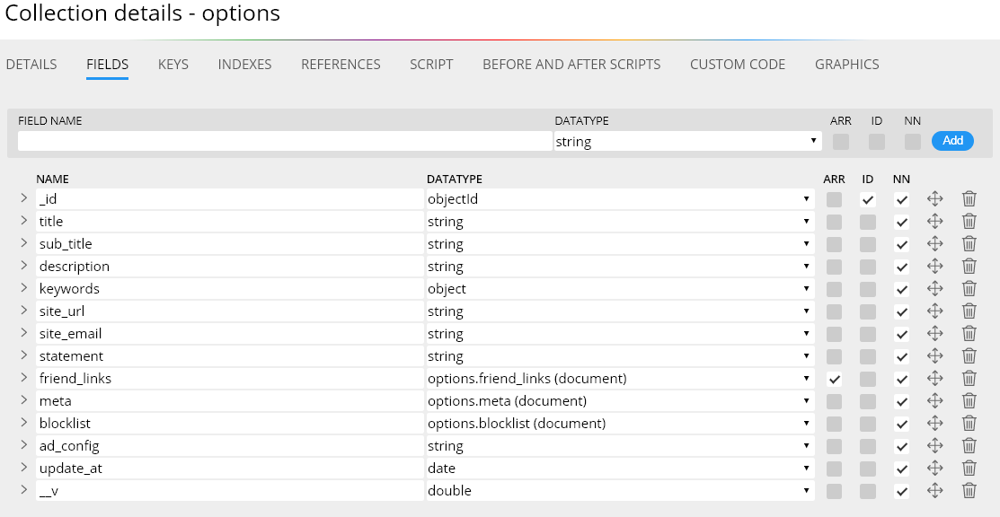 Collection details - options
DETAILS FIELDS KEYS INDEXES REFERENCES SCRIPT BEFORE AND AFTER SCRIPTS CUSTOM CODE GRAPHICS
FIELD NAME DATATYPE ARR ID NN
string Add
NAME DATATYPE ARR ID NN
_id objectId
title string
sub_title string
description string
keywords object
site_url string
site_email string
statement string
friend_links options.friend_links (document)
meta options.meta (document)
blocklist options.blocklist (document)
ad_config string
update_at date
__v double